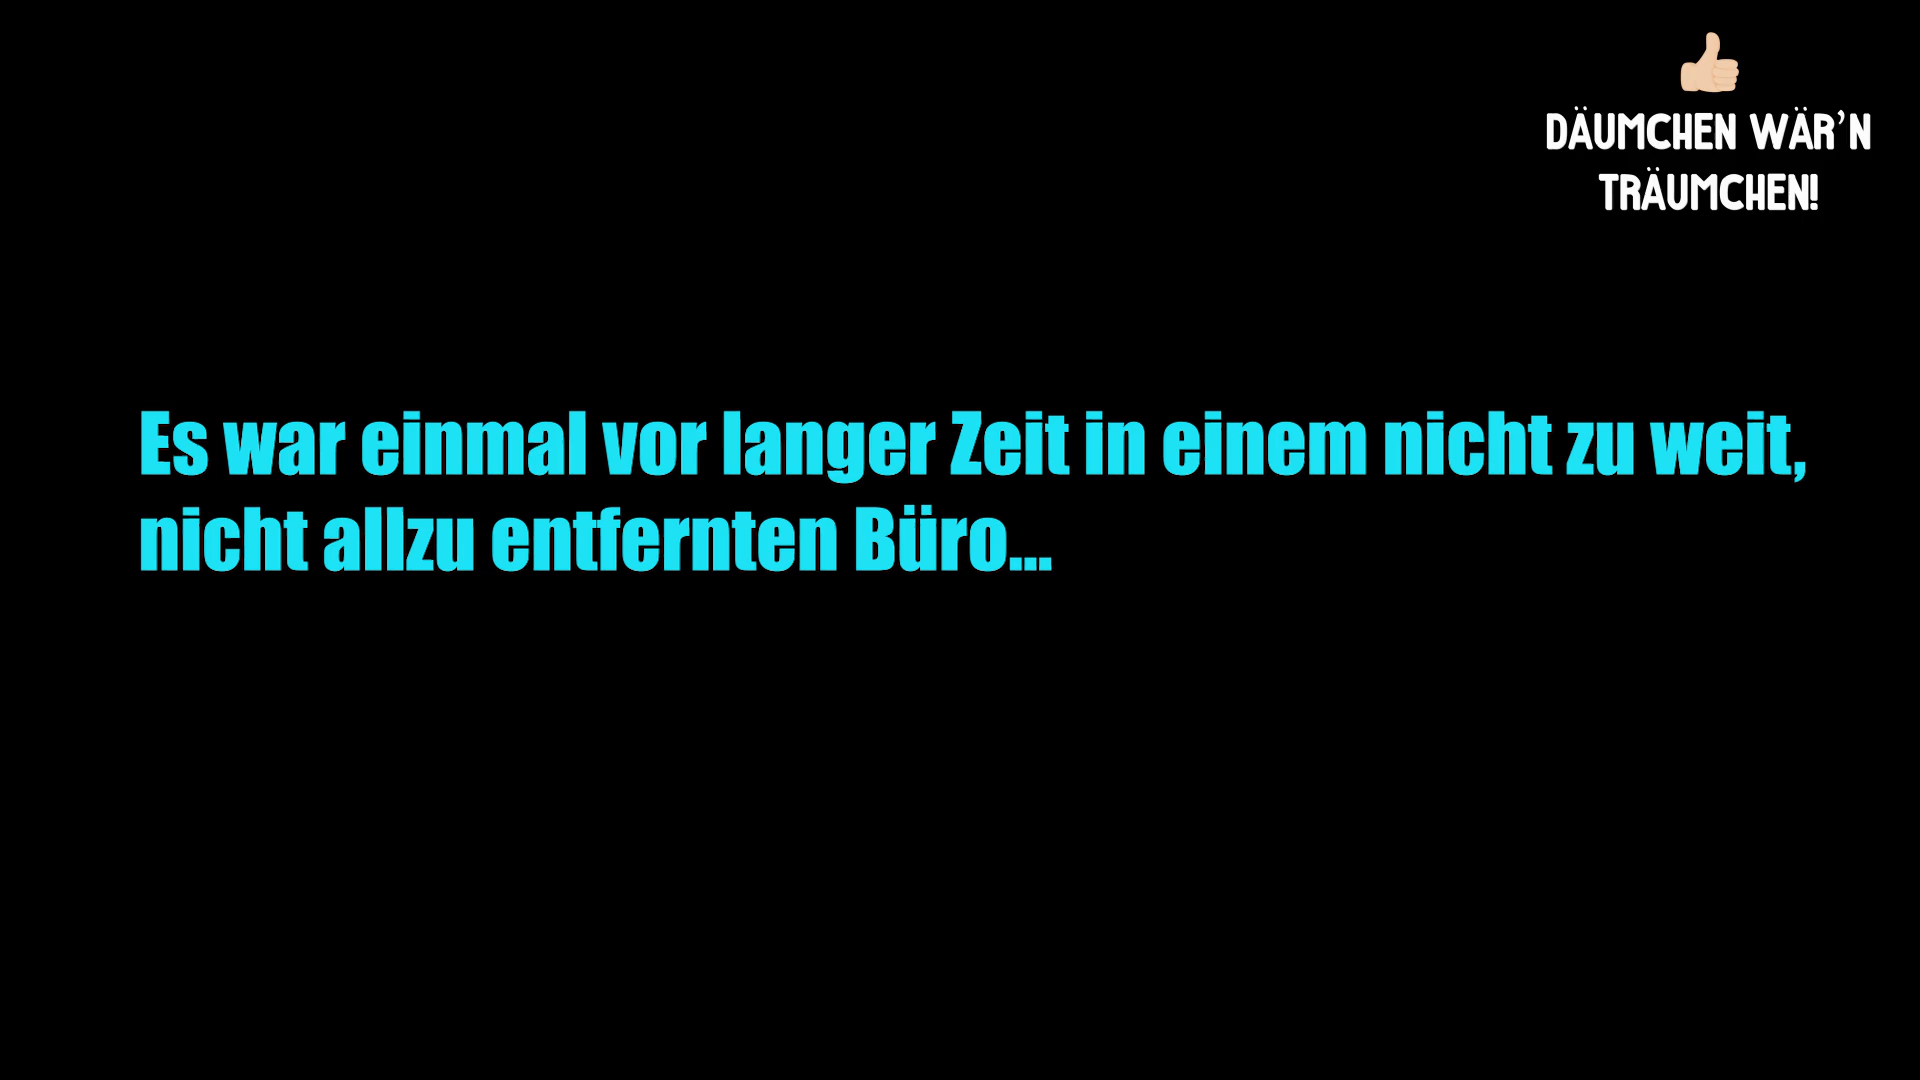 DÄUMCHEN WÄR'N
TRÄUMCHEN!
Es war einmal vor langer Zeit in einem nicht zu weit,
nicht allzu entfernten Büro...